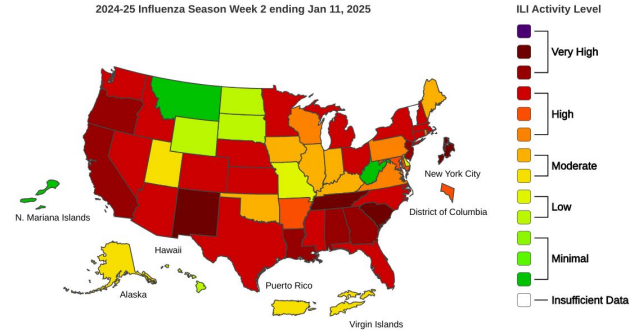 2024-25 Influenza Season Week 2 ending Jan 11, 2025
ILI Activity Level
Very High
High
Moderate
Low
Minimal
Insufficient Data
New York City
District of Columbia
N. Mariana Islands
Hawaii
Alaska
Puerto Rico
Virgin Islands